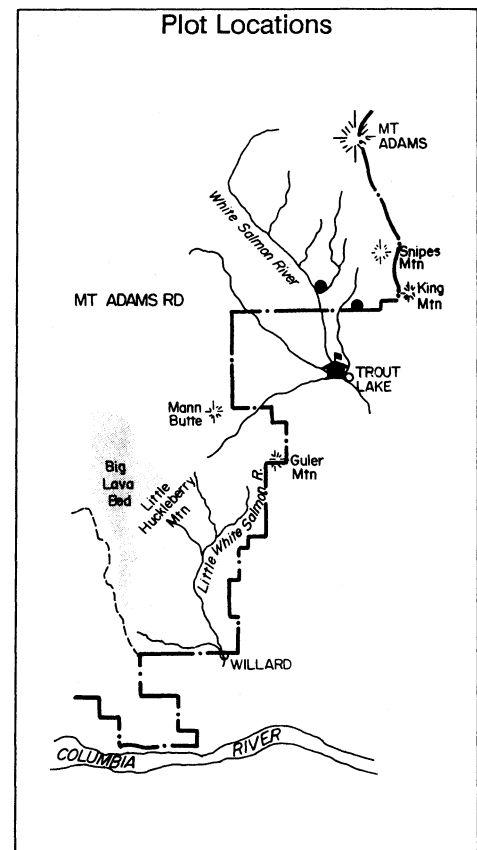 Plot Locations
MT
ADAMS
White Salmon River
Snipes
Mtn
King
Mtn
MT ADAMS RD
TROUT
LAKE
Mann
Butte
Big
Lava
Bed
Little
Huckleberry
Mtn
Guler
Mtn
Little White Salmon R.
WILLARD
COLUMBIA RIVER